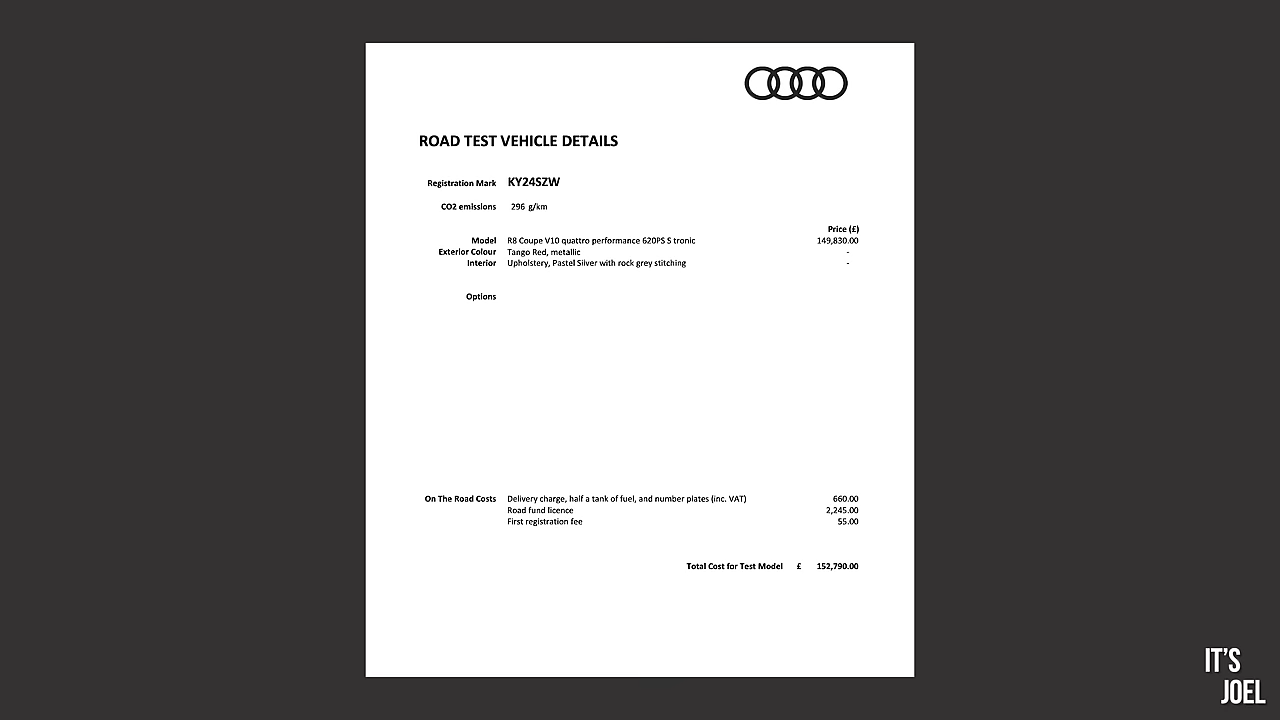 ROAD TEST VEHICLE DETAILS
Registration Mark KY24SZW
CO2 emissions 296 g/km
Price (£)
Model R8 Coupe V10 quattro performance 620PS S tronic 149,830.00
Exterior Colour Tango Red, metallic -
Interior Upholstery, Pastel Silver with rock grey stitching -
Options
On The Road Costs Delivery charge, half a tank of fuel, and number plates (inc. VAT) 660.00
Road fund licence 2,245.00
First registration fee 55.00
Total Cost for Test Model £ 152,790.00
IT'S
JOEL